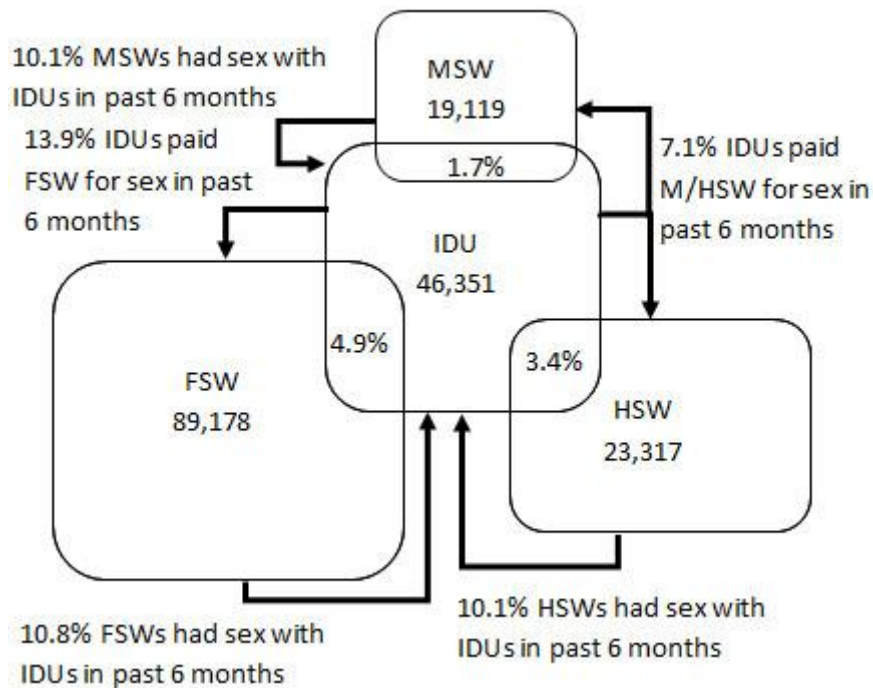 10.1% MSWs had sex with
IDUs in past 6 months
13.9% IDUs paid
FSW for sex in past
6 months
MSW
19,119
1.7%
7.1% IDUs paid
M/HSW for sex in
past 6 months
IDU
46,351
4.9%
3.4%
FSW
89,178
HSW
23,317
10.8% FSWs had sex with
IDUs in past 6 months
10.1% HSWs had sex with
IDUs in past 6 months